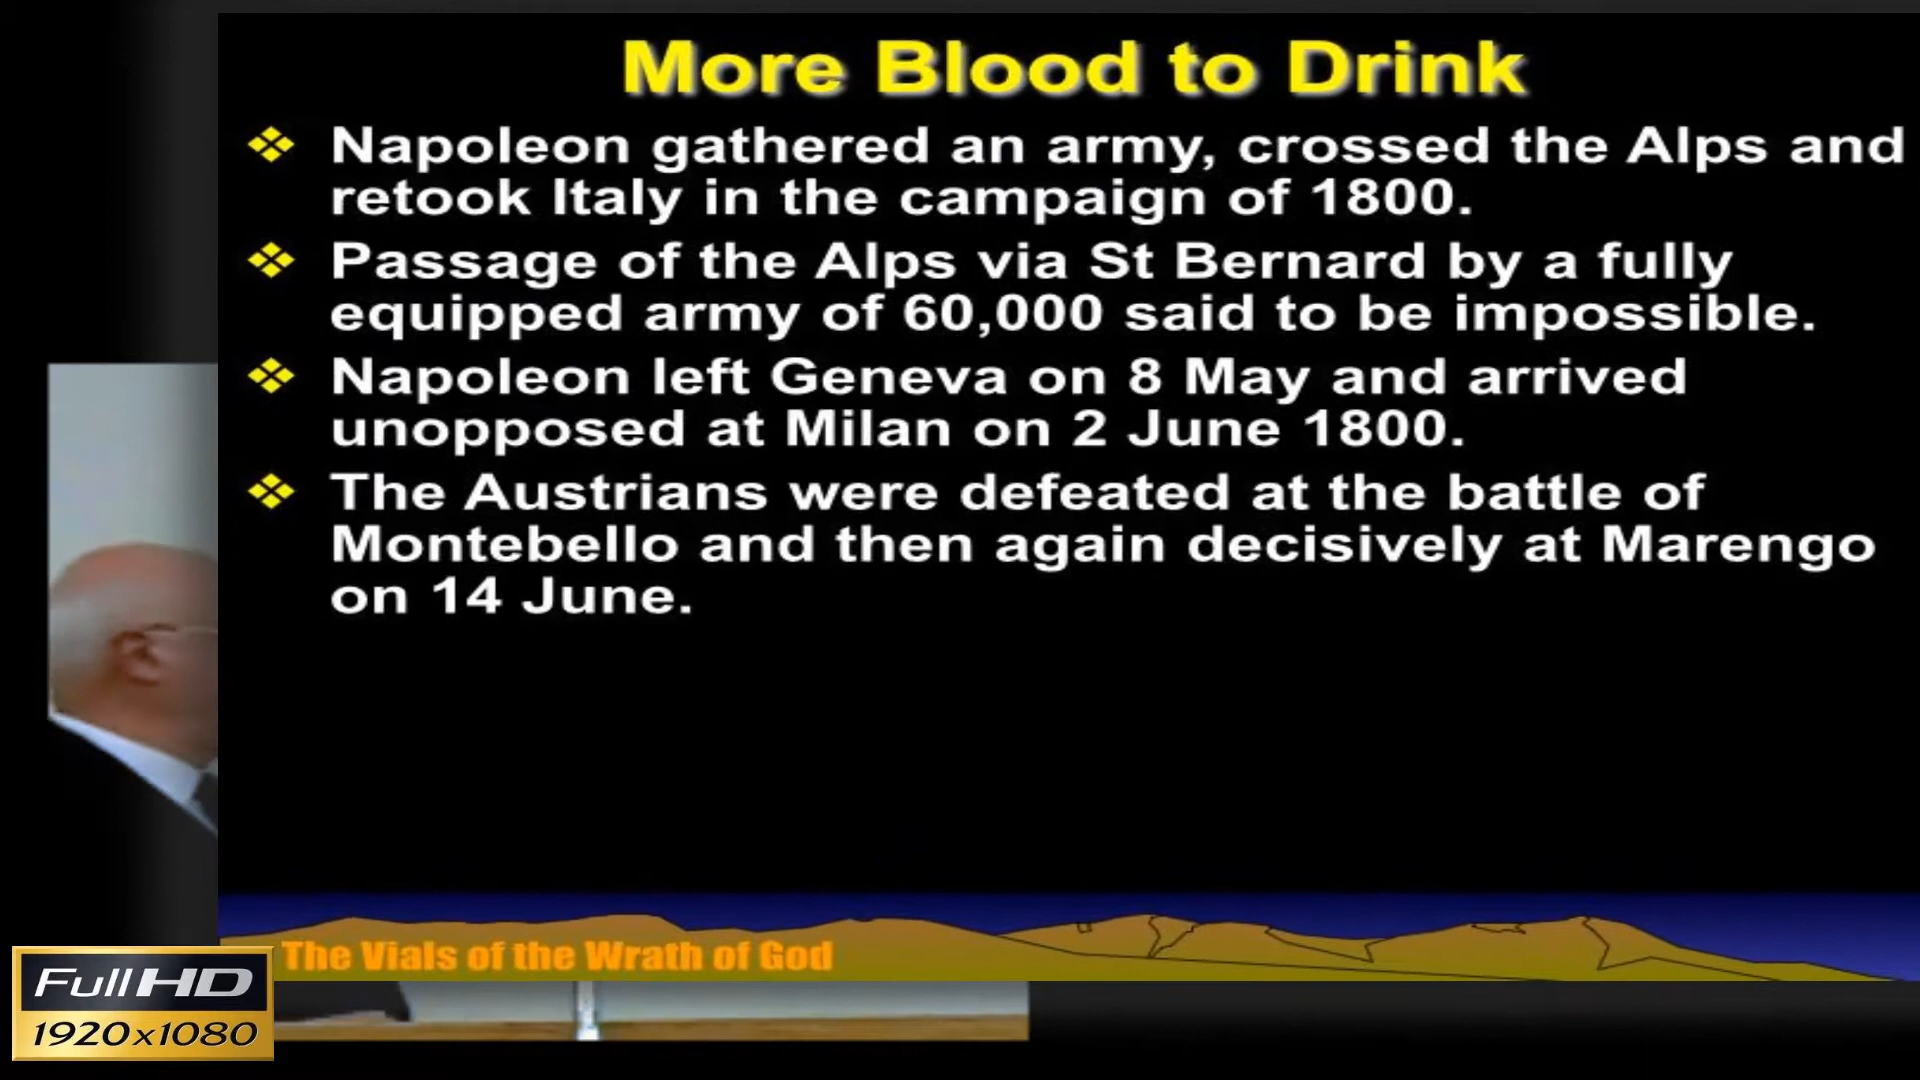 More Blood to Drink
Napoleon gathered an army, crossed the Alps and
retook Italy in the campaign of 1800.
Passage of the Alps via St Bernard by a fully
equipped army of 60,000 said to be impossible.
Napoleon left Geneva on 8 May and arrived
unopposed at Milan on 2 June 1800.
The Austrians were defeated at the battle of
Montebello and then again decisively at Marengo
on 14 June.
The Vials of the Wrath of God
Full HD
1920x1080